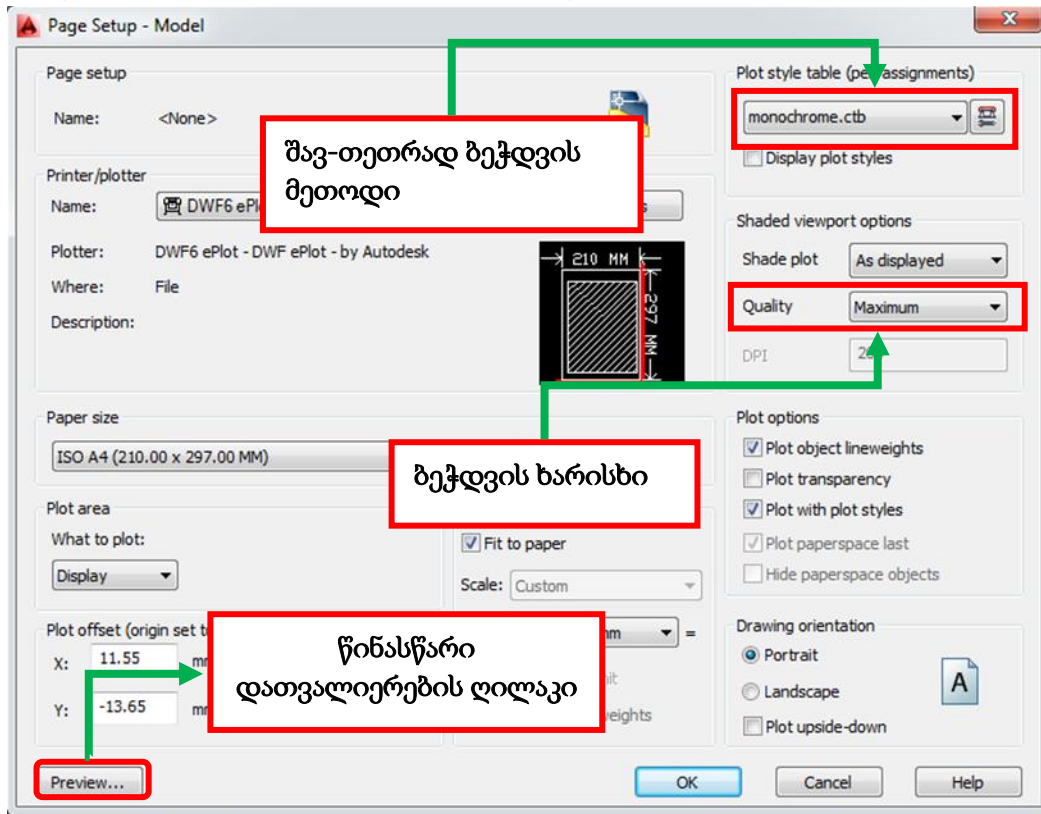 Page Setup - Model
Page setup
Name: <None>
Plot style table (pen assignments)
monochrome.ctb
Display plot styles
შავ-თეთრად ბეჭდვის
მეთოდი
Printer/plotter
Name: DWF6 ePl
Plotter: DWF6 ePlot - DWF ePlot - by Autodesk
Where: File
Description:
210 MM
297 MM
Shaded viewport options
Shade plot As displayed
Quality Maximum
DPI
Paper size
ISO A4 (210.00 x 297.00 MM)
ბეჭდვის ხარისხი
Plot options
Plot object lineweights
Plot transparency
Plot with plot styles
Plot paperspace last
Hide paperspace objects
Plot area
What to plot:
Display
Fit to paper
Scale: Custom
=
Plot offset (origin set t
X: 11.55
Y: -13.65 mm
წინასწარი
დათვალიერების ღილაკი
Drawing orientation
Portrait
Landscape
Plot upside-down
A
Preview...
OK
Cancel
Help